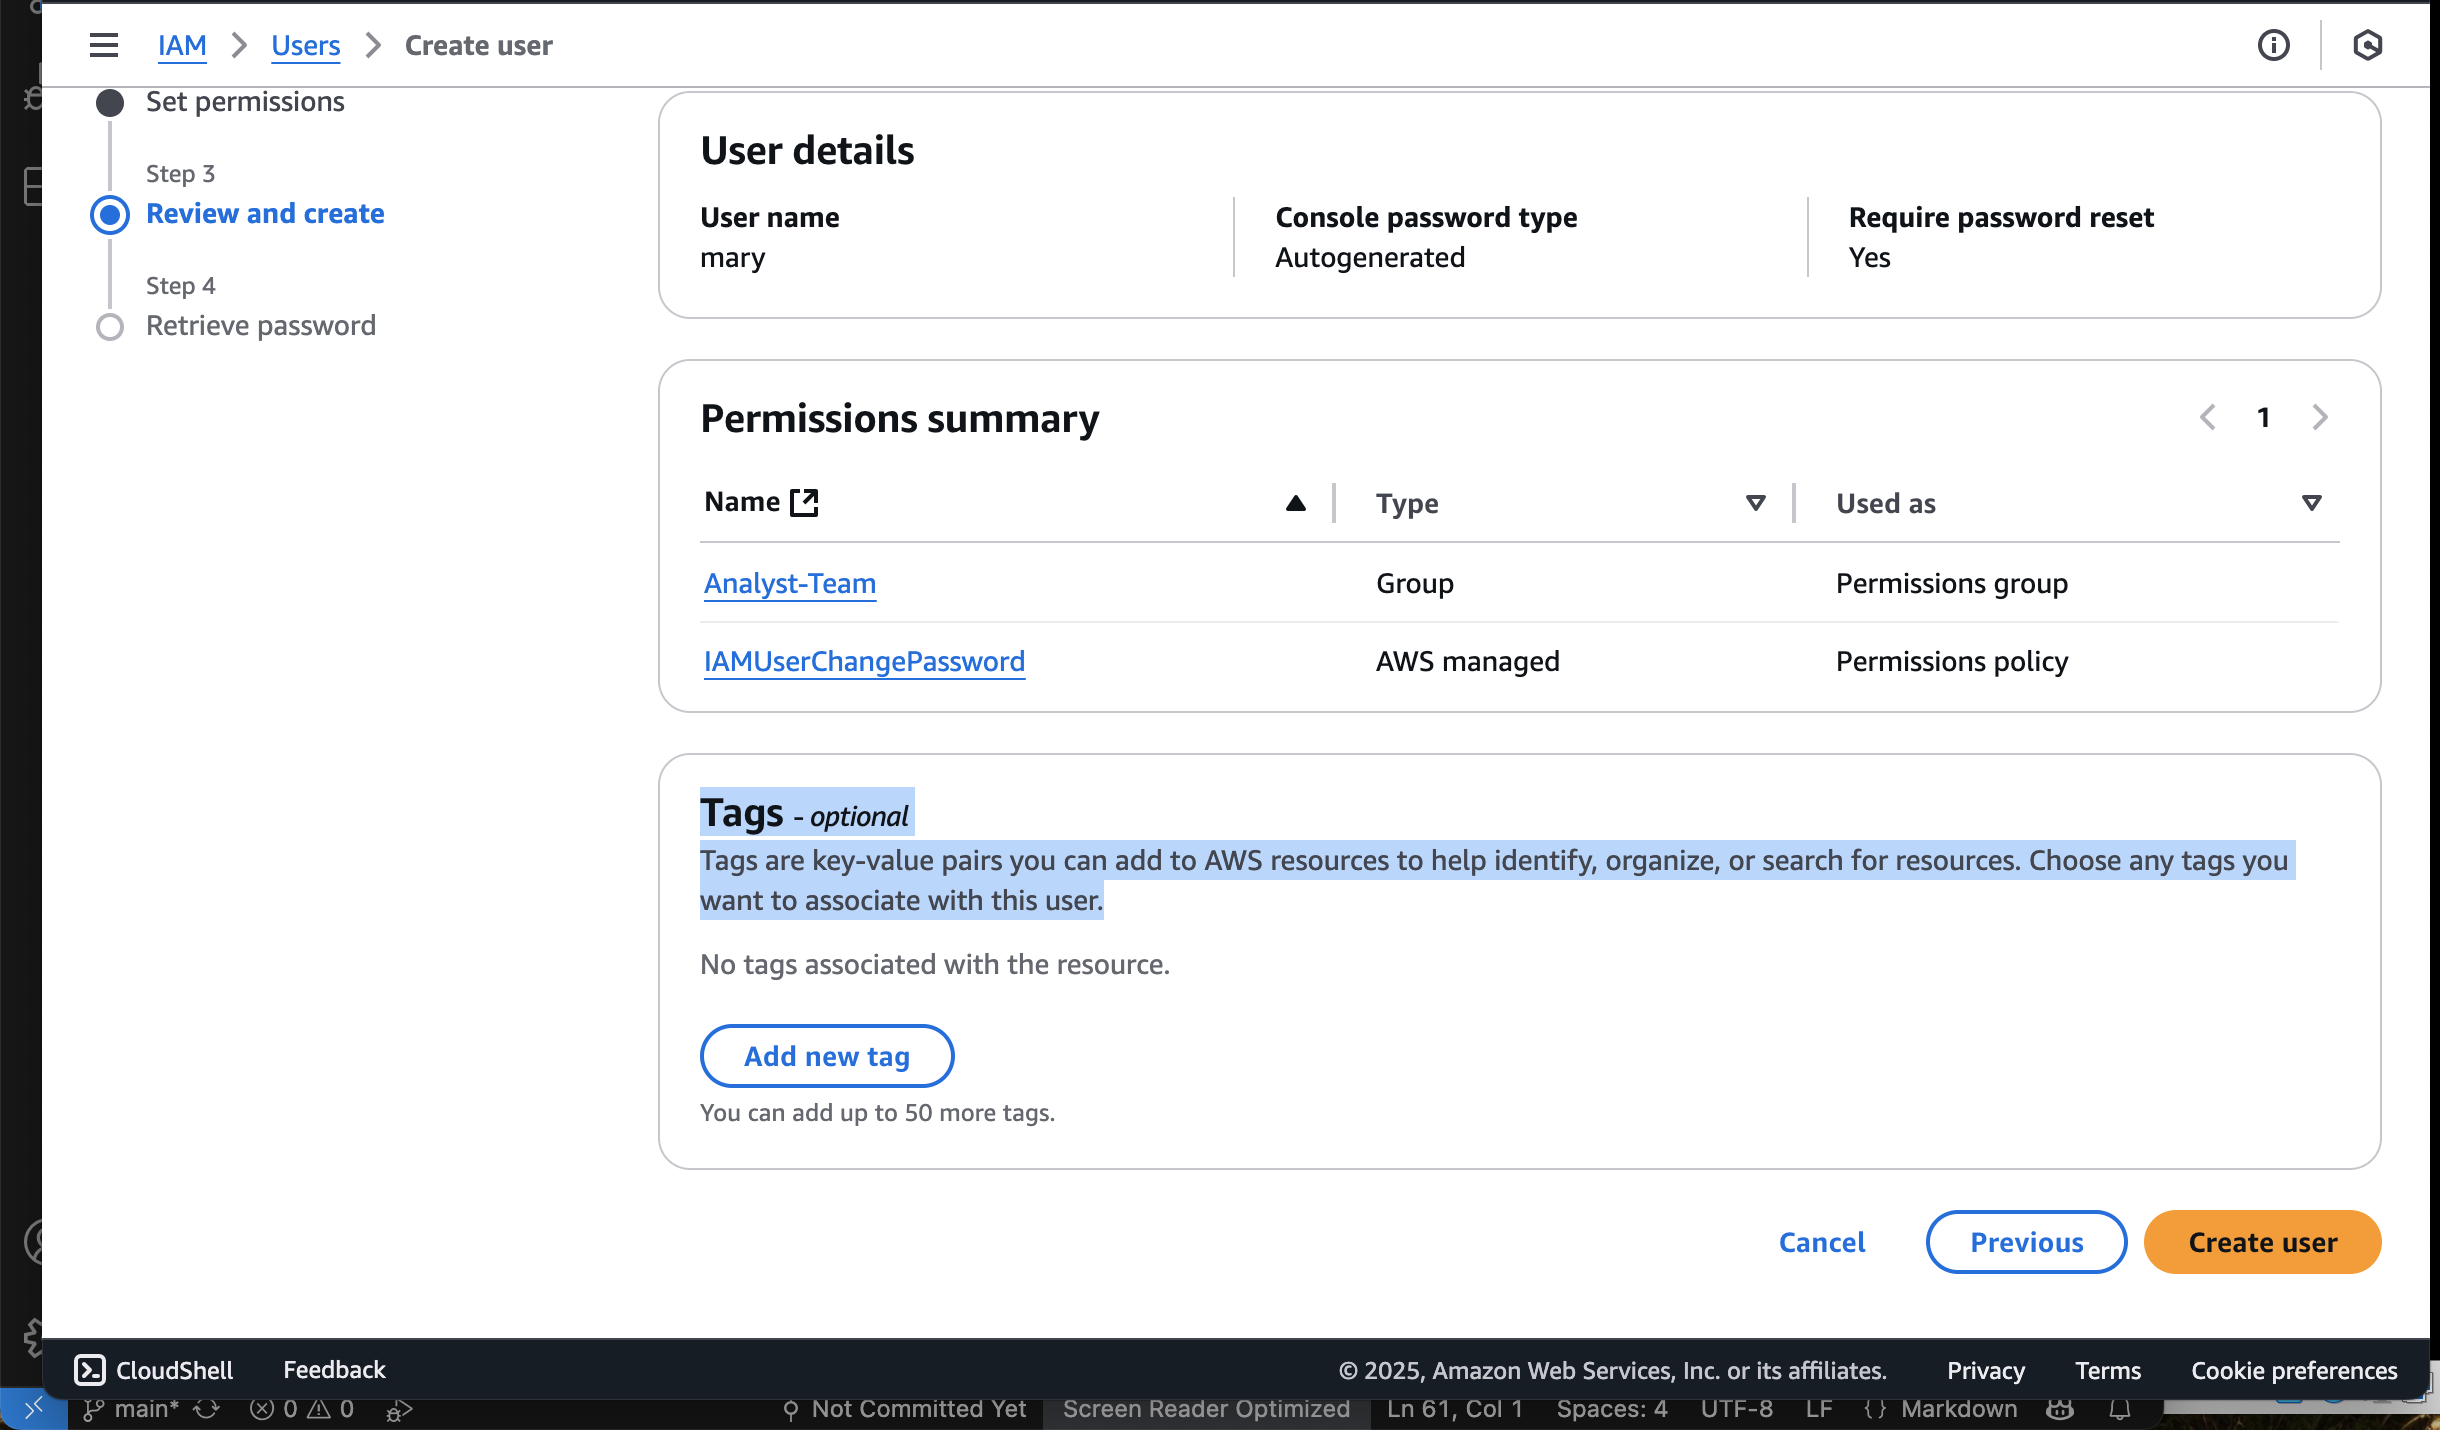 IAM > Users > Create user
Set permissions
Step 3
Review and create
Step 4
Retrieve password
User details
User name
mary
Console password type
Autogenerated
Require password reset
Yes
Permissions summary
1
Name Type Used as
Analyst-Team Group Permissions group
IAMUserChangePassword AWS managed Permissions policy
Tags - optional
Tags are key-value pairs you can add to AWS resources to help identify, organize, or search for resources. Choose any tags you
want to associate with this user.
No tags associated with the resource.
Add new tag
You can add up to 50 more tags.
Cancel Previous Create user
CloudShell Feedback © 2025, Amazon Web Services, Inc. or its affiliates. Privacy Terms Cookie preferences
main* 0 0 Not Committed Yet Screen Reader Optimized Ln 61, Col 1 Spaces: 4 UTF-8 LF {} Markdown